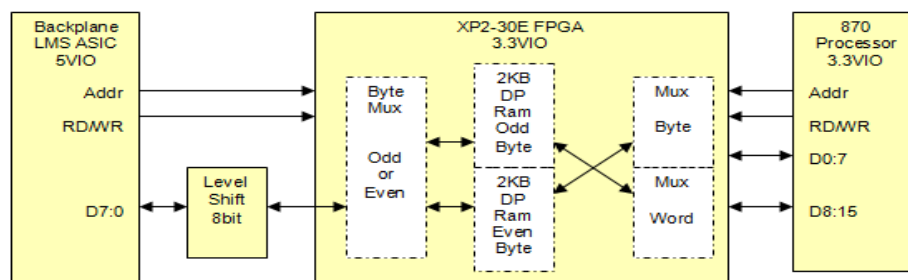 Backplane
LMS ASIC
5VIO
Addr
RD/WR
D7:0
Level
Shift
8bit
XP2-30E FPGA
3.3VIO
Byte
Mux
Odd
or
Even
2KB
DP
Ram
Odd
Byte
2KB
DP
Ram
Even
Byte
Mux
Byte
Mux
Word
870
Processor
3.3VIO
Addr
RD/WR
D0:7
D8:15